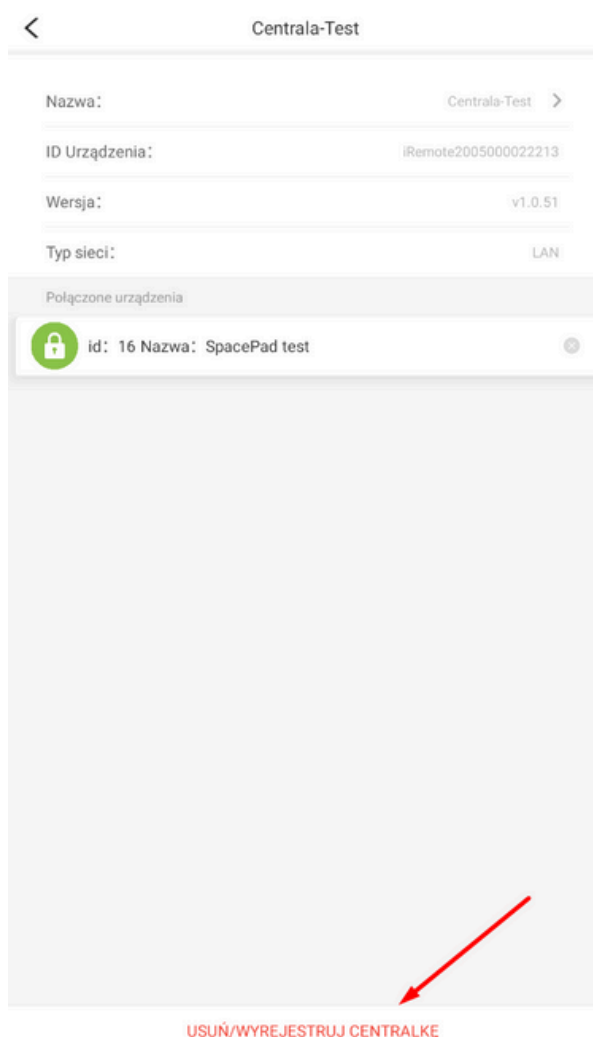 Centrala-Test
Nazwa: Centrala-Test
ID Urządzenia: iRemote2005000022213
Wersja: v1.0.51
Typ sieci: LAN
Połączone urządzenia
id: 16 Nazwa: SpacePad test
USUŃ/WYREJESTRUJ CENTRALKE